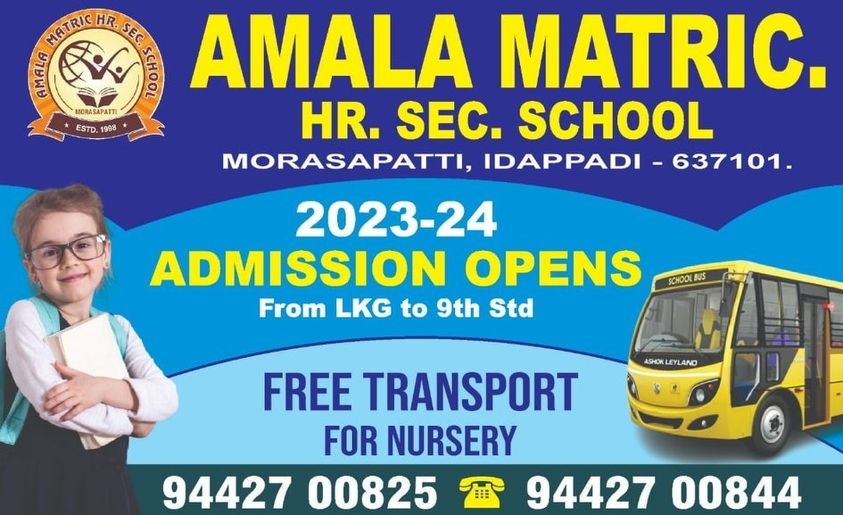 AMALA MATRIC HR. SEC. SCHOOL
MORASAPATTI
ESTD. 1998
AMALA MATRIC.
HR. SEC. SCHOOL
MORASAPATTI, IDAPPADI - 637101.
2023-24
ADMISSION OPENS
From LKG to 9th Std
SCHOOL BUS
ASHOK LEYLAND
FREE TRANSPORT
FOR NURSERY
94427 00825 ☎ 94427 00844